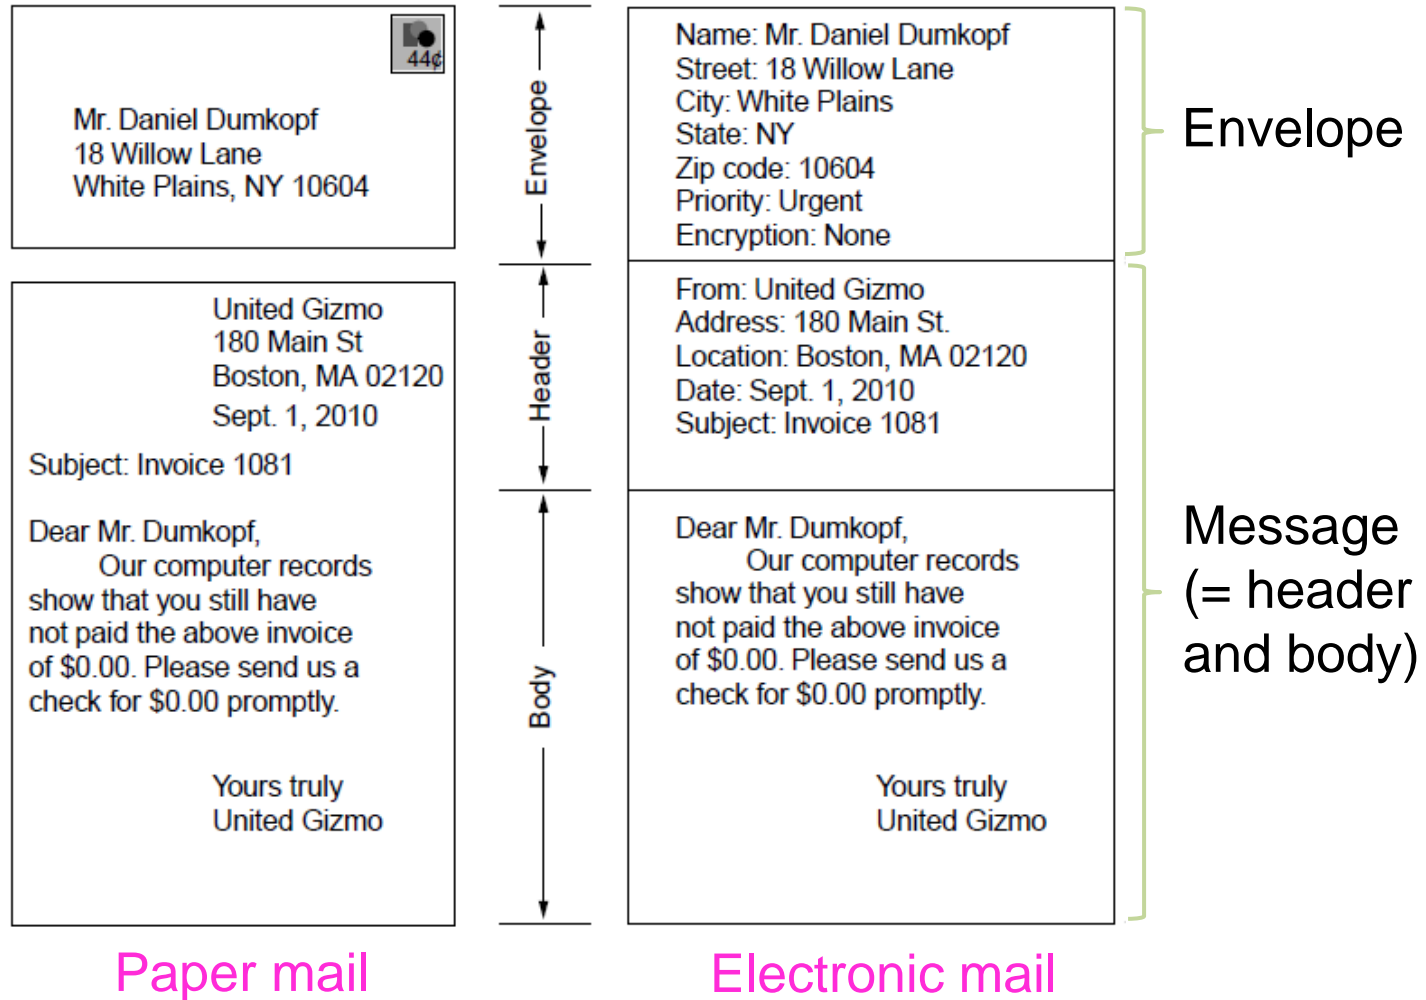 44¢
Mr. Daniel Dumkopf
18 Willow Lane
White Plains, NY 10604
United Gizmo
180 Main St
Boston, MA 02120
Sept. 1, 2010
Subject: Invoice 1081
Dear Mr. Dumkopf,
Our computer records
show that you still have
not paid the above invoice
of $0.00. Please send us a
check for $0.00 promptly.
Yours truly
United Gizmo
Paper mail
Envelope
Header
Body
Name: Mr. Daniel Dumkopf
Street: 18 Willow Lane
City: White Plains
State: NY
Zip code: 10604
Priority: Urgent
Encryption: None
From: United Gizmo
Address: 180 Main St.
Location: Boston, MA 02120
Date: Sept. 1, 2010
Subject: Invoice 1081
Dear Mr. Dumkopf,
Our computer records
show that you still have
not paid the above invoice
of $0.00. Please send us a
check for $0.00 promptly.
Yours truly
United Gizmo
Electronic mail
Envelope
Message
(= header
and body)